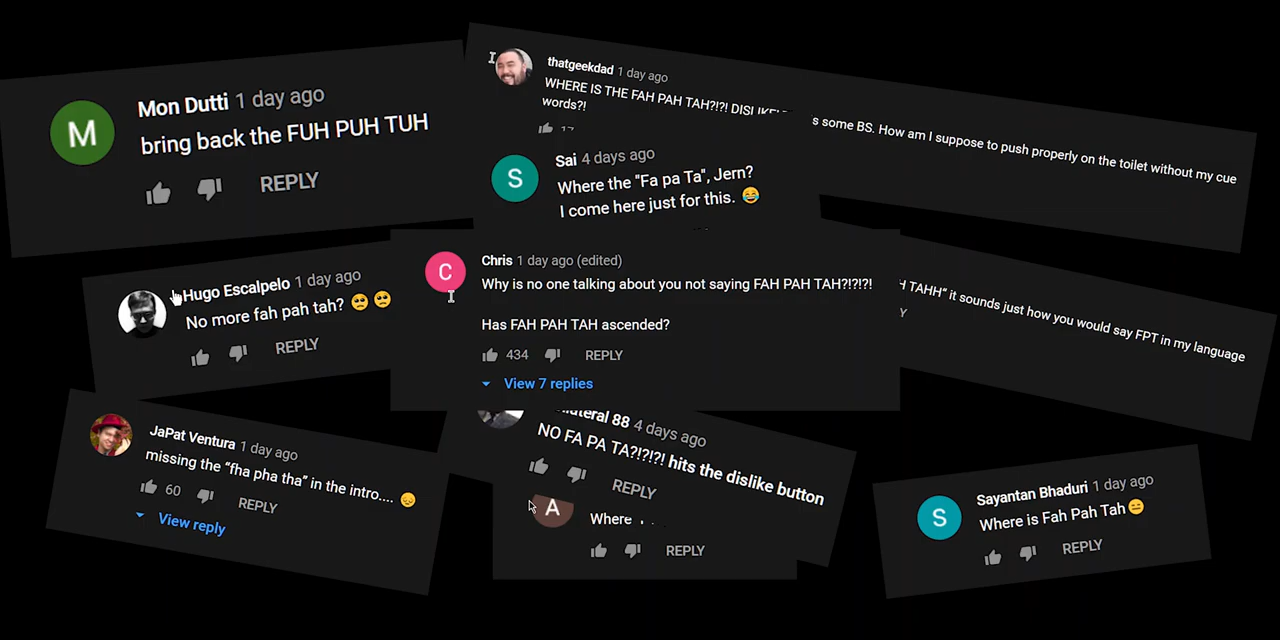 Mon Dutti 1 day ago
bring back the FUH PUH TUH
REPLY
thatgeekdad 1 day ago
WHERE IS THE FAH PAH TAH?!?!
words?!
s some BS. How am I suppose to push properly on the toilet without my cue
17
Sai 4 days ago
Where the "Fa pa Ta", Jern?
I come here just for this. 😂
Hugo Escalpelo 1 day ago
No more fah pah tah? 🥺 🥺
REPLY
Chris 1 day ago (edited)
Why is no one talking about you not saying FAH PAH TAH?!?!?!
Has FAH PAH TAH ascended?
434 REPLY
View 7 replies
TAHH" it sounds just how you would say FPT in my language
JaPat Ventura 1 day ago
missing the “fha pha tha” in the intro.... 😞
60 REPLY
View reply
88 4 days ago
NO FA PA TA?!?!?! hits the dislike button
REPLY
A
Where
REPLY
Sayantan Bhaduri 1 day ago
Where is Fah Pah Tah😑
REPLY
M
S
C
S